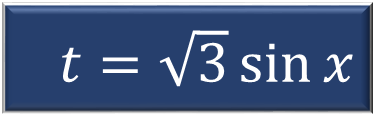 t = √3 sin x